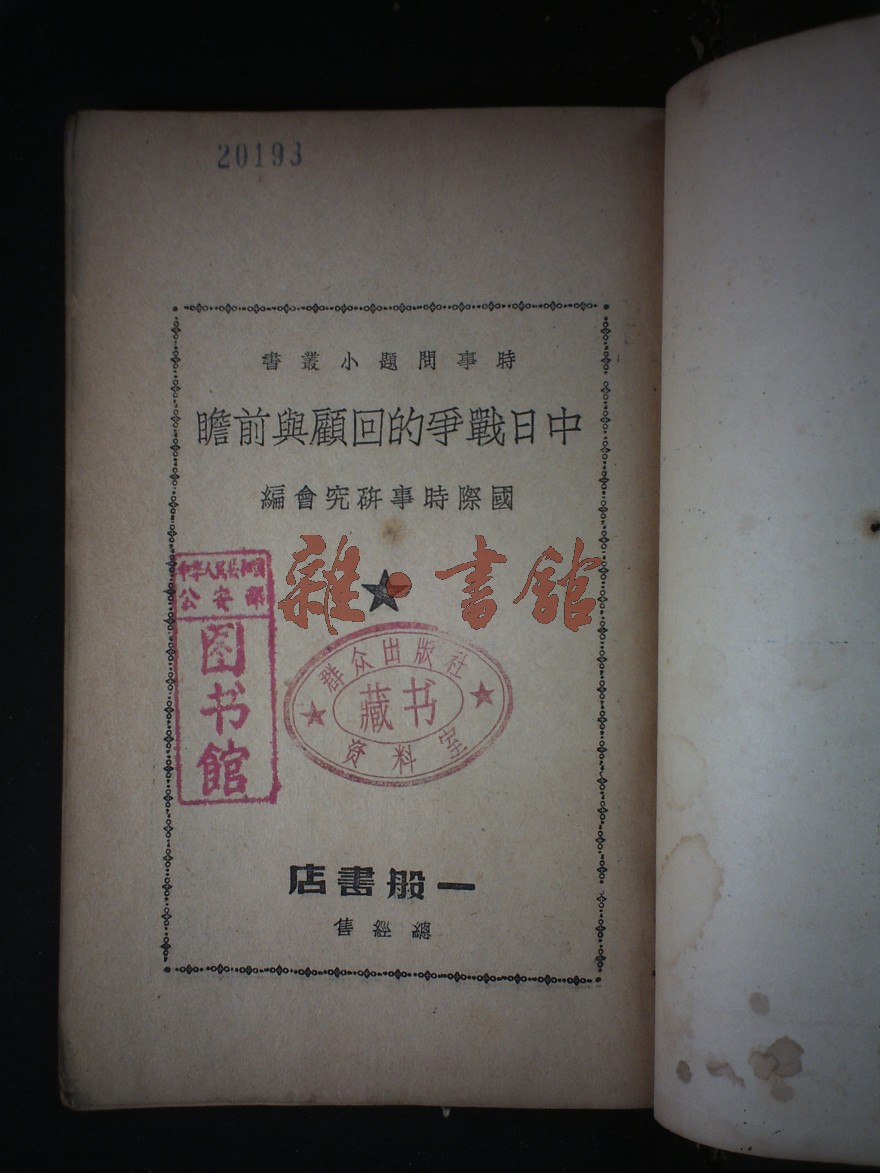 20193
時事問題小叢書
中日戰爭的回顧與前瞻
國際時事研究會編
雜·書館
中华人民共和國
公安部
图书館
群众出版社
藏书
资料室
一般書店
總經售